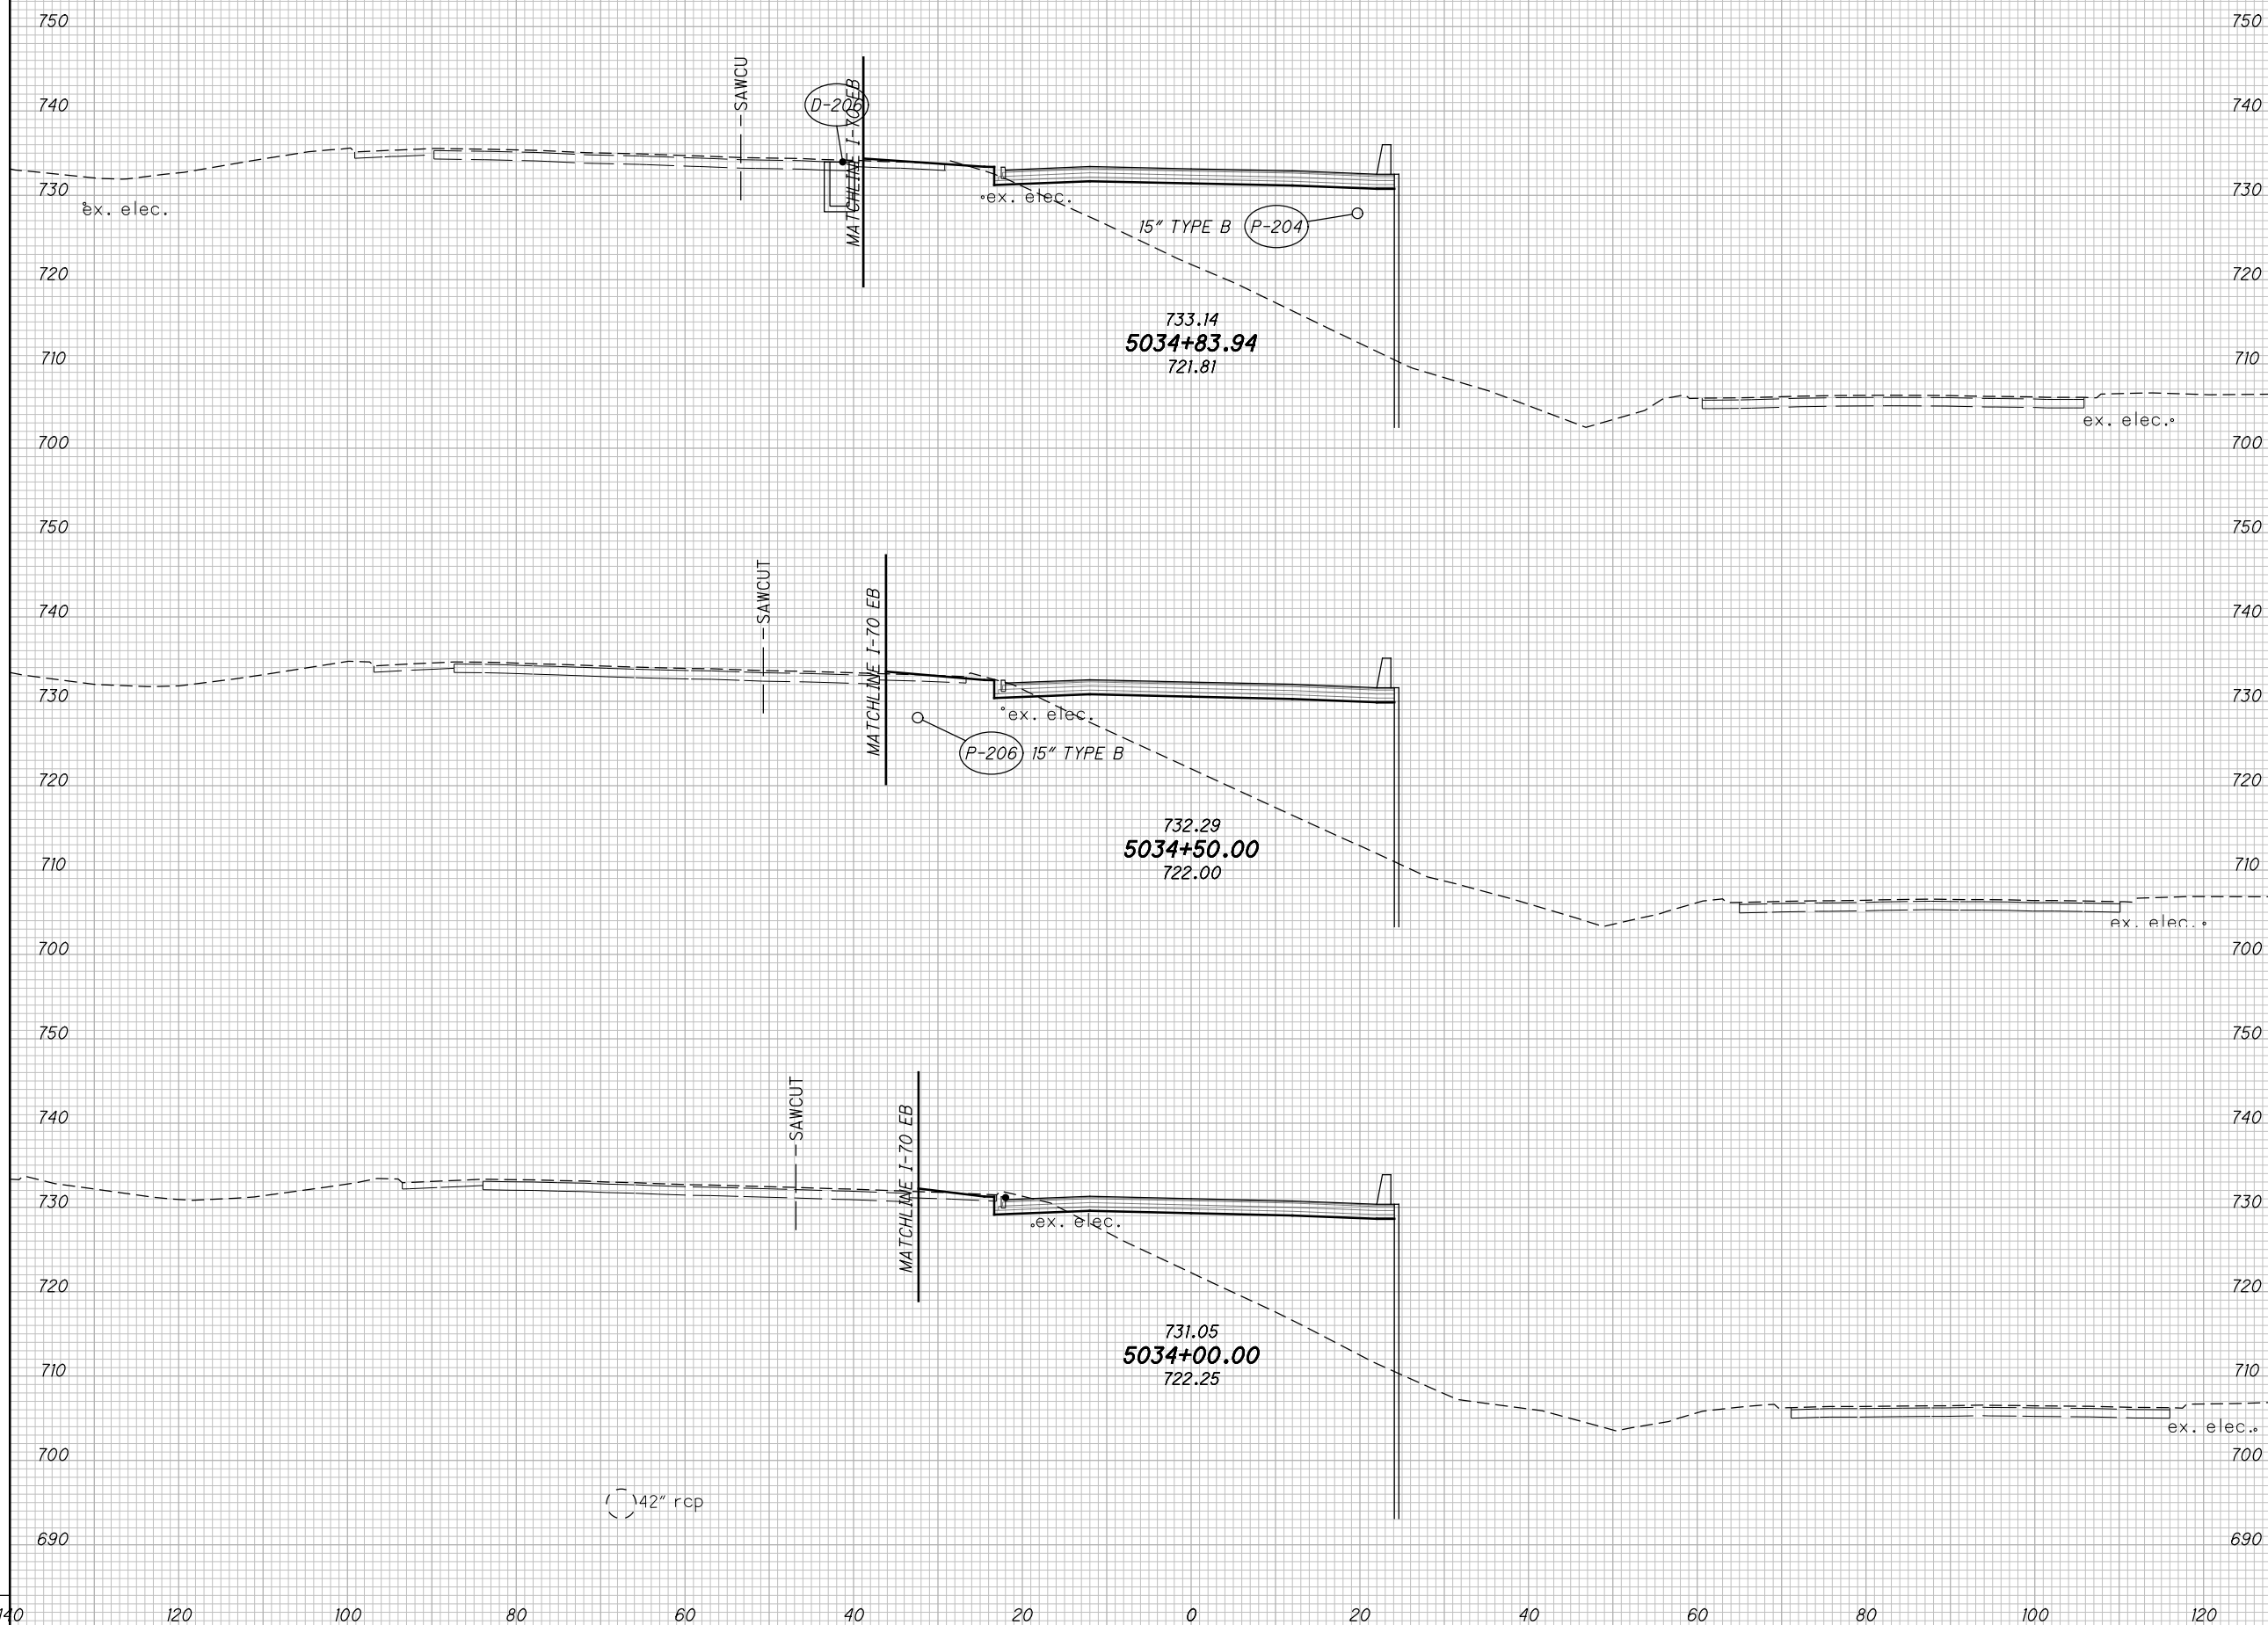 750 750
SAWCU
D-206
MATCHLINE I-70 EB
740 740
730 730
ex. elec.
ex. elec.
15" TYPE B P-204
720 720
733.14
5034+83.94
721.81
710 710
ex. elec.
700 700
750 750
SAWCUT
MATCHLINE I-70 EB
740 740
730 730
ex. elec.
P-206 15" TYPE B
720 720
732.29
5034+50.00
722.00
710 710
ex. elec.
700 700
750 750
SAWCUT
MATCHLINE I-70 EB
740 740
730 730
ex. elec.
720 720
731.05
5034+00.00
722.25
710 710
ex. elec.
700 700
42" rcp
690 690
140 120 100 80 60 40 20 0 20 40 60 80 100 120